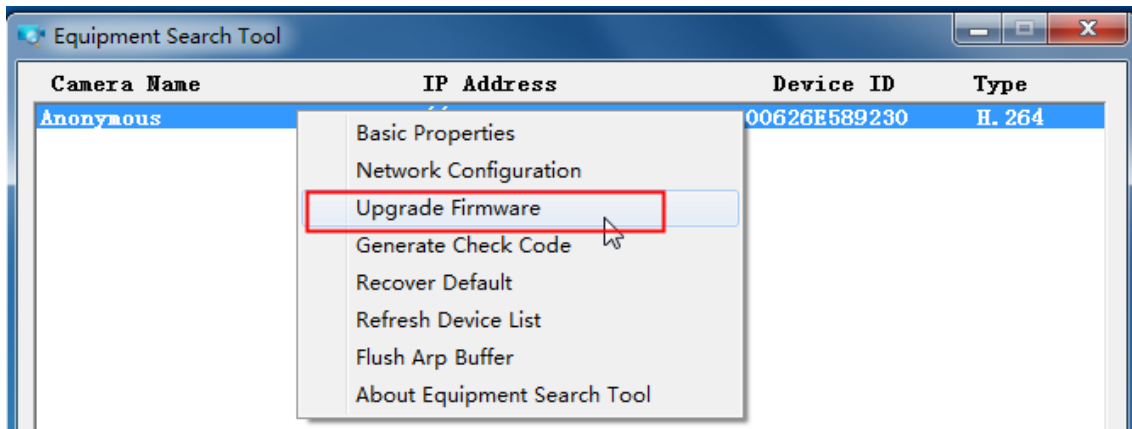 Equipment Search Tool
Camera Name IP Address Device ID Type
Anonymous 00626E589230 H.264
Basic Properties
Network Configuration
Upgrade Firmware
Generate Check Code
Recover Default
Refresh Device List
Flush Arp Buffer
About Equipment Search Tool